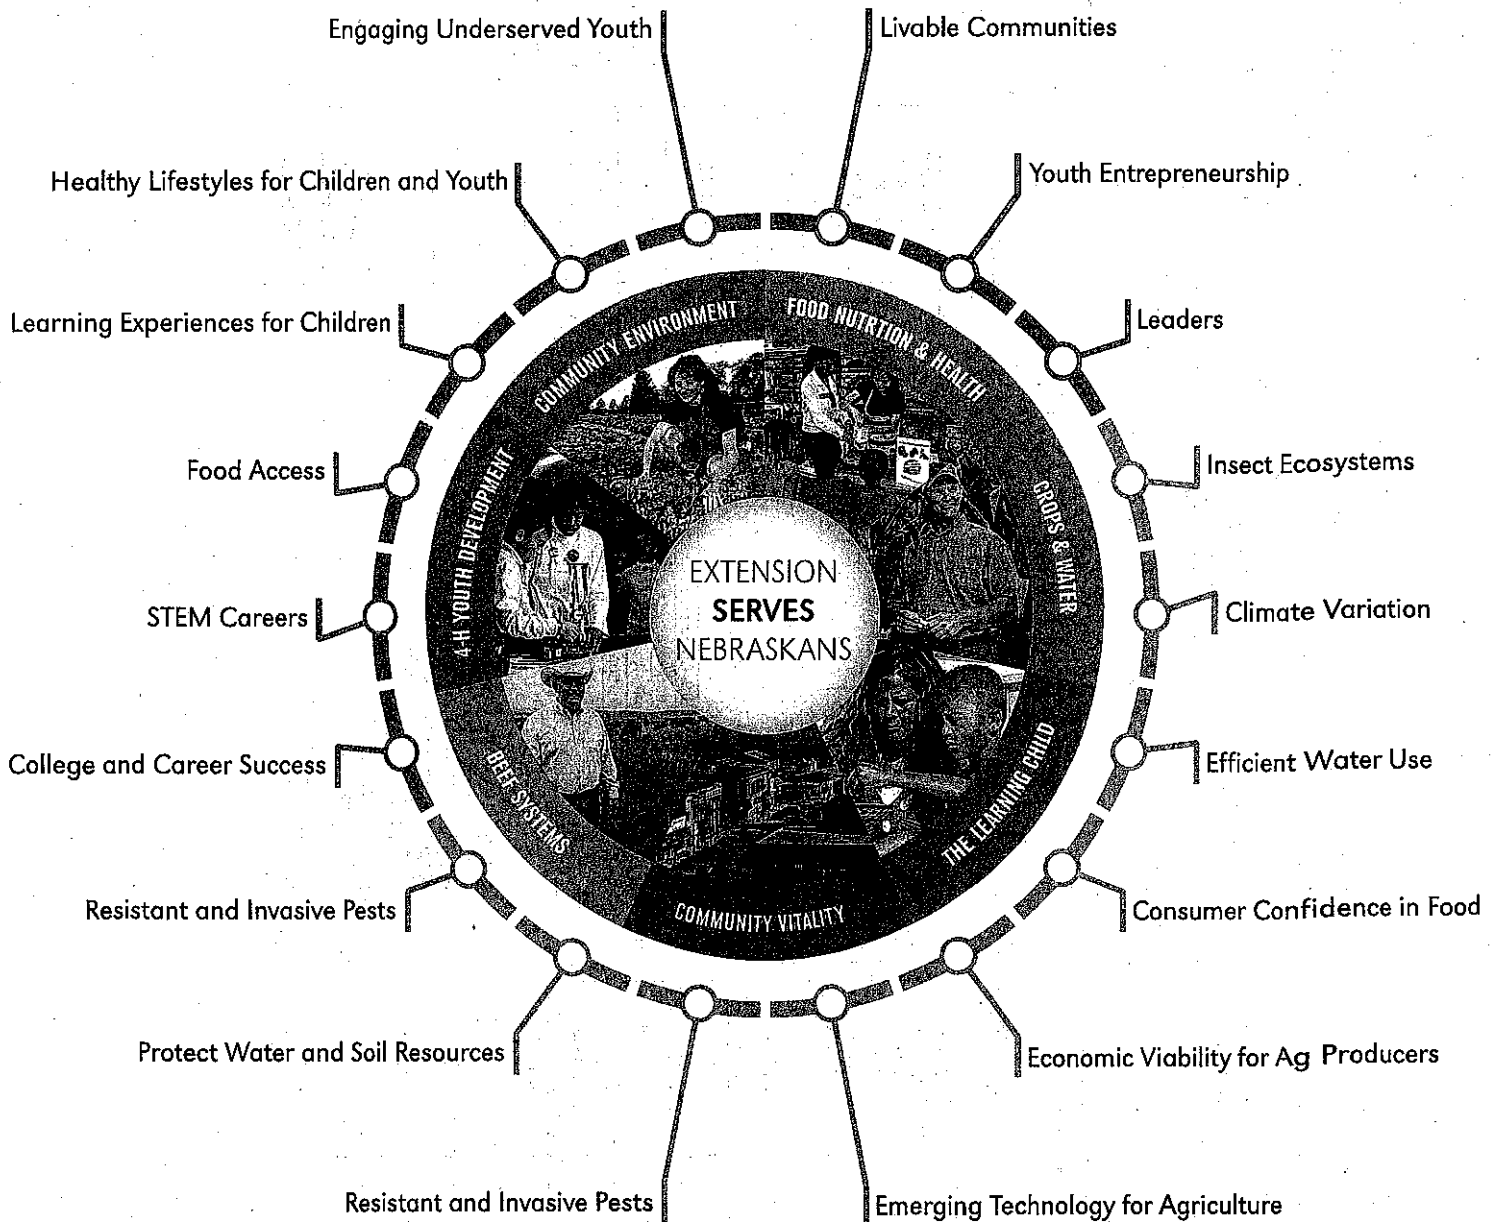 Engaging Underserved Youth
Livable Communities
Healthy Lifestyles for Children and Youth
Youth Entrepreneurship
Learning Experiences for Children
Leaders
Food Access
Insect Ecosystems
STEM Careers
Climate Variation
College and Career Success
Efficient Water Use
Resistant and Invasive Pests
Consumer Confidence in Food
Protect Water and Soil Resources
Economic Viability for Ag Producers
Resistant and Invasive Pests
Emerging Technology for Agriculture
COMMUNITY ENVIRONMENT
FOOD NUTRTION & HEALTH
CROPS & WATER
THE LEARNING CHILD
COMMUNITY VITALITY
BEEF SYSTEMS
4-H YOUTH DEVELOPMENT
EXTENSION
SERVES
NEBRASKANS